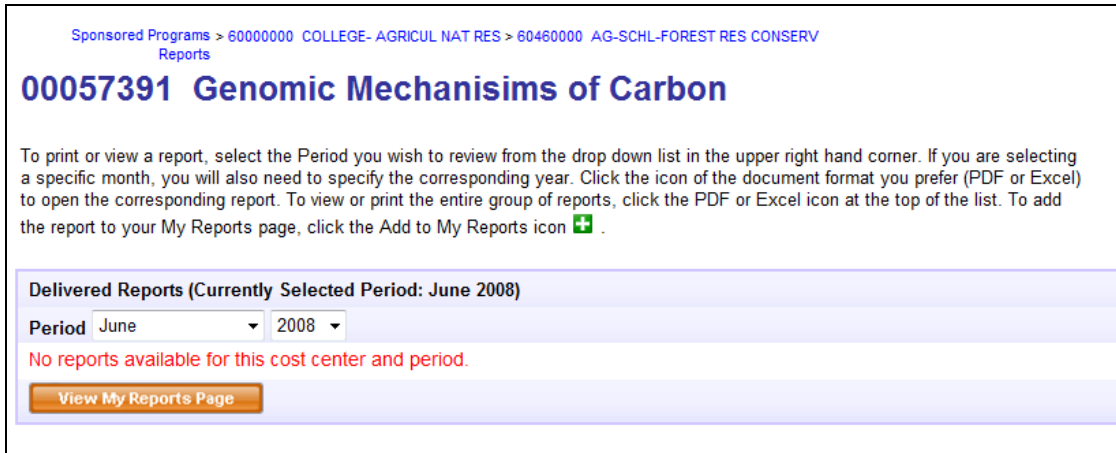 Sponsored Programs > 60000000 COLLEGE- AGRICUL NAT RES > 60460000 AG-SCHL-FOREST RES CONSERV
Reports
00057391 Genomic Mechanisims of Carbon
To print or view a report, select the Period you wish to review from the drop down list in the upper right hand corner. If you are selecting
a specific month, you will also need to specify the corresponding year. Click the icon of the document format you prefer (PDF or Excel)
to open the corresponding report. To view or print the entire group of reports, click the PDF or Excel icon at the top of the list. To add
the report to your My Reports page, click the Add to My Reports icon .
Delivered Reports (Currently Selected Period: June 2008)
Period June 2008
No reports available for this cost center and period.
View My Reports Page